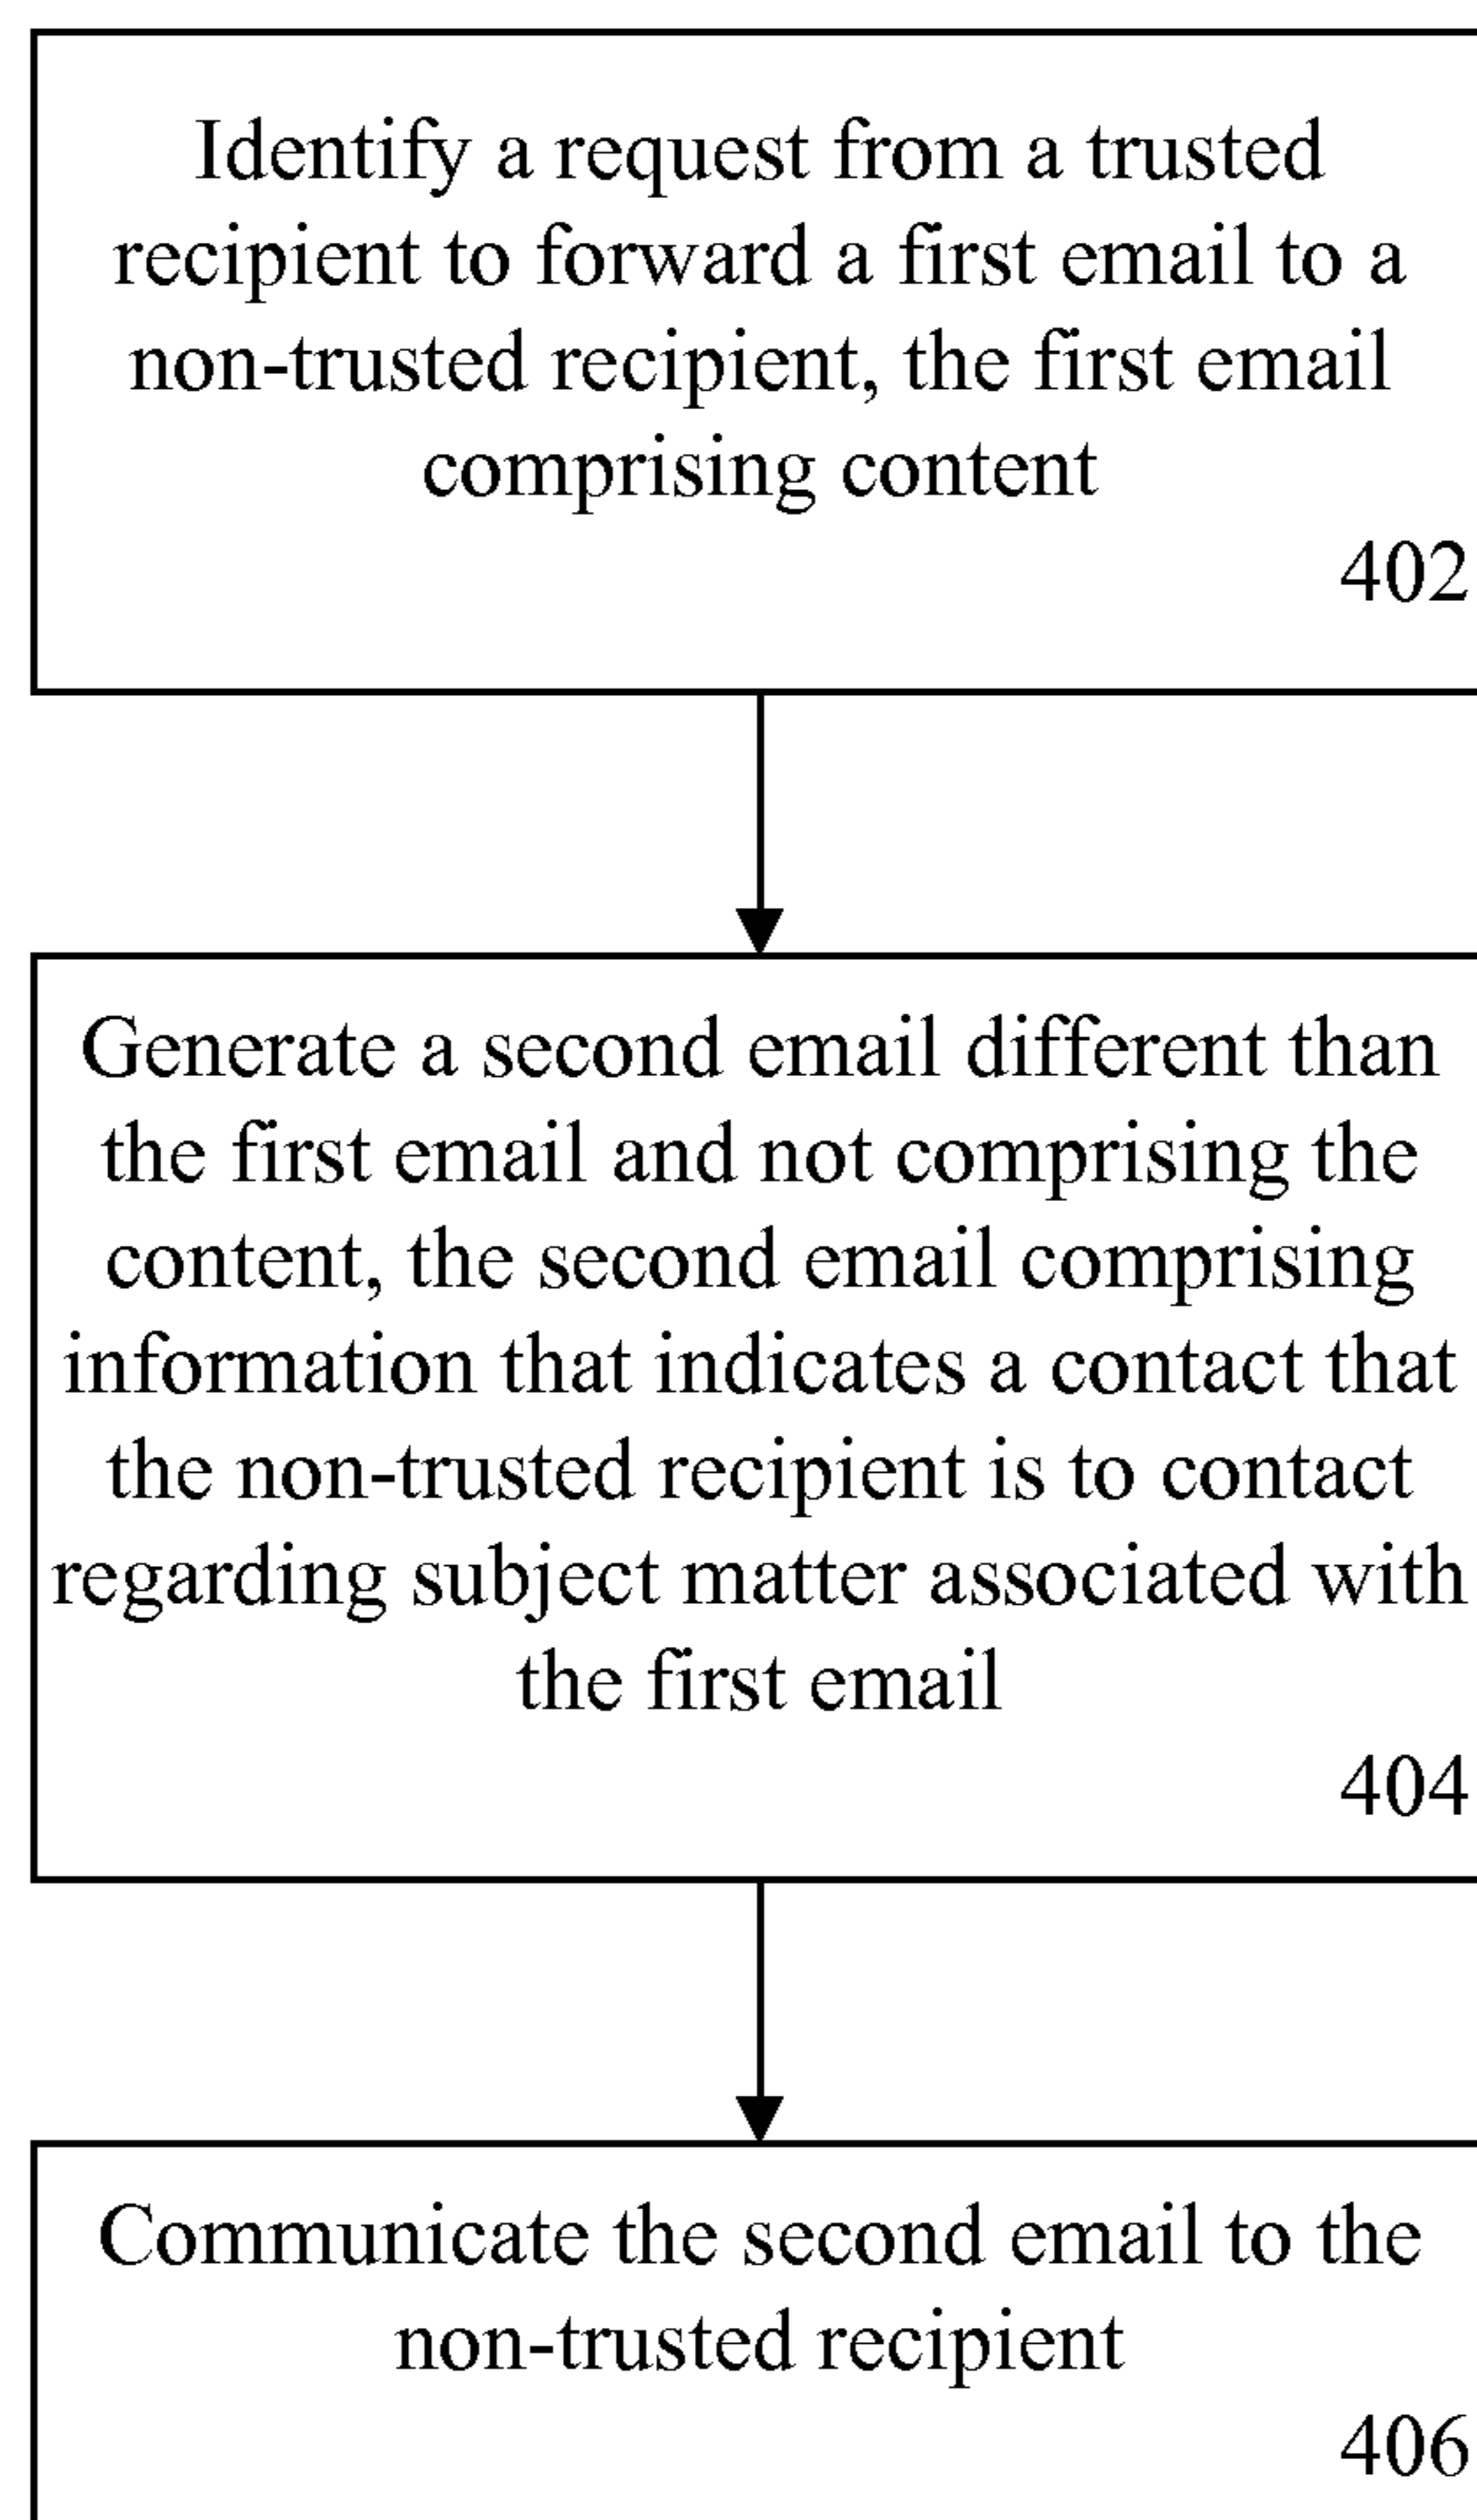 Identify a request from a trusted
recipient to forward a first email to a
non-trusted recipient, the first email
comprising content
402
Generate a second email different than
the first email and not comprising the
content, the second email comprising
information that indicates a contact that
the non-trusted recipient is to contact
regarding subject matter associated with
the first email
404
Communicate the second email to the
non-trusted recipient
406